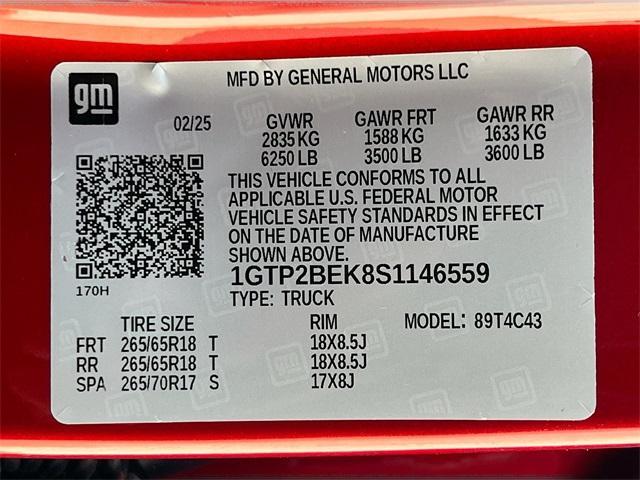 gm
MFD BY GENERAL MOTORS LLC
02/25 GVWR GAWR FRT GAWR RR
2835 KG 1588 KG 1633 KG
6250 LB 3500 LB 3600 LB
THIS VEHICLE CONFORMS TO ALL
APPLICABLE U.S. FEDERAL MOTOR
VEHICLE SAFETY STANDARDS IN EFFECT
ON THE DATE OF MANUFACTURE
SHOWN ABOVE.
170H
1GTP2BEK8S1146559
TYPE: TRUCK
TIRE SIZE RIM MODEL: 89T4C43
FRT 265/65R18 T 18X8.5J
RR 265/65R18 T 18X8.5J
SPA 265/70R17 S 17X8J